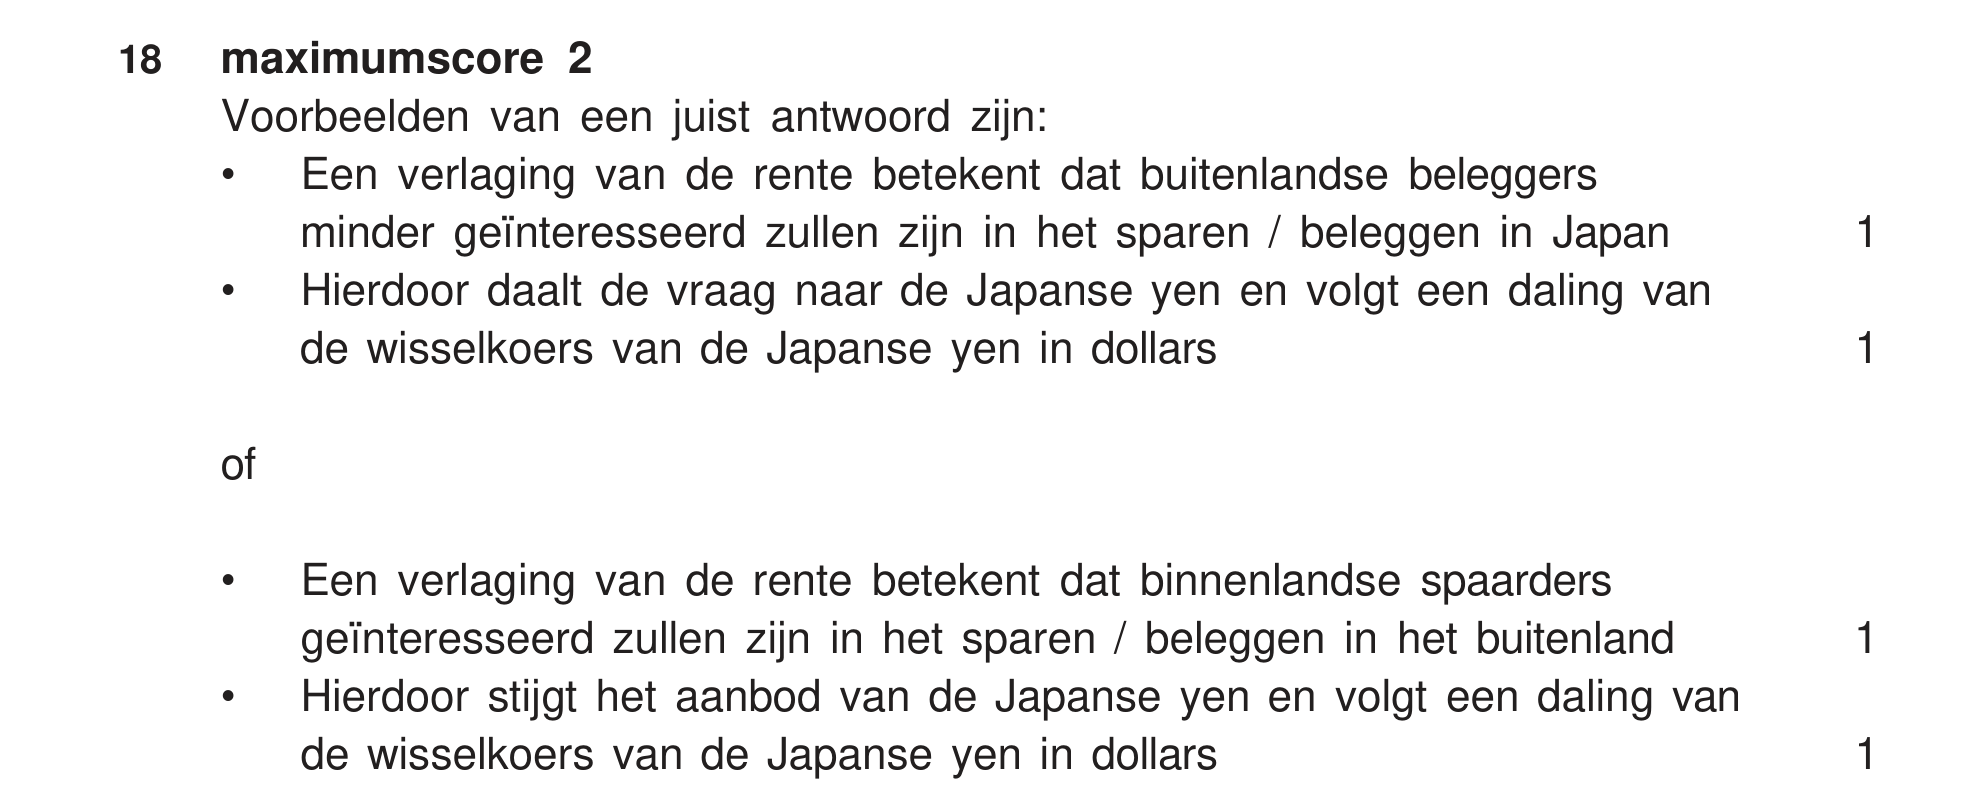 18 maximumscore 2
Voorbeelden van een juist antwoord zijn:
• Een verlaging van de rente betekent dat buitenlandse beleggers
minder geïnteresseerd zullen zijn in het sparen / beleggen in Japan 1
• Hierdoor daalt de vraag naar de Japanse yen en volgt een daling van
de wisselkoers van de Japanse yen in dollars 1
of
• Een verlaging van de rente betekent dat binnenlandse spaarders
geïnteresseerd zullen zijn in het sparen / beleggen in het buitenland 1
• Hierdoor stijgt het aanbod van de Japanse yen en volgt een daling van
de wisselkoers van de Japanse yen in dollars 1